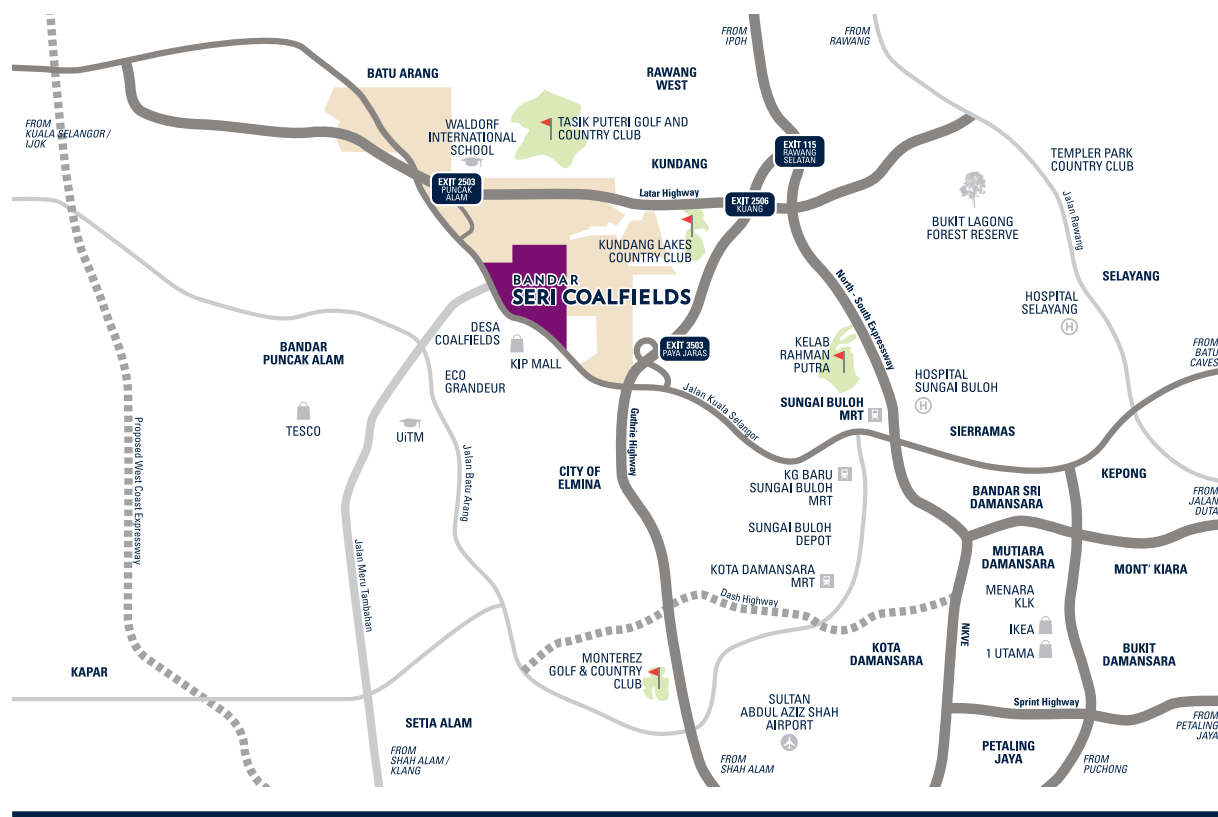 FROM
IPOH
FROM
RAWANG
BATU ARANG
RAWANG
WEST
FROM
KUALA SELANGOR /
IJOK
WALDORF
INTERNATIONAL
SCHOOL
TASIK PUTERI GOLF AND
COUNTRY CLUB
KUNDANG
EXIT 115
RAWANG
SELATAN
TEMPLER PARK
COUNTRY CLUB
EXIT 2503
PUNCAK
ALAM
Latar Highway
EXIT 2506
KUANG
Jalan Rawang
BUKIT LAGONG
FOREST RESERVE
KUNDANG LAKES
COUNTRY CLUB
SELAYANG
BANDAR
SERI COALFIELDS
North - South Expressway
HOSPITAL
SELAYANG
H
DESA
COALFIELDS
KIP MALL
EXIT 3503
PAYA JARAS
KELAB
RAHMAN
PUTRA
FROM
BATU
CAVES
BANDAR
PUNCAK ALAM
ECO
GRANDEUR
HOSPITAL
SUNGAI BULOH
H
Jalan Kuala Selangor
SUNGAI BULOH
MRT
TESCO
UiTM
Guthrie Highway
SIERRAMAS
Proposed West Coast Expressway
Jalan Batu Arang
CITY OF
ELMINA
KG BARU
SUNGAI BULOH
MRT
KEPONG
BANDAR SRI
DAMANSARA
FROM
JALAN
DUTA
SUNGAI BULOH
DEPOT
Jalan Meru Tambahan
MUTIARA
DAMANSARA
KOTA DAMANSARA
MRT
MONT' KIARA
Dash Highway
MENARA
KLK
IKEA
1 UTAMA
NKVE
KOTA
DAMANSARA
BUKIT
DAMANSARA
KAPAR
MONTEREZ
GOLF & COUNTRY
CLUB
SULTAN
ABDUL AZIZ SHAH
AIRPORT
Sprint Highway
SETIA ALAM
FROM
PETALING
JAYA
FROM
SHAH ALAM /
KLANG
FROM
SHAH ALAM
PETALING
JAYA
FROM
PUCHONG